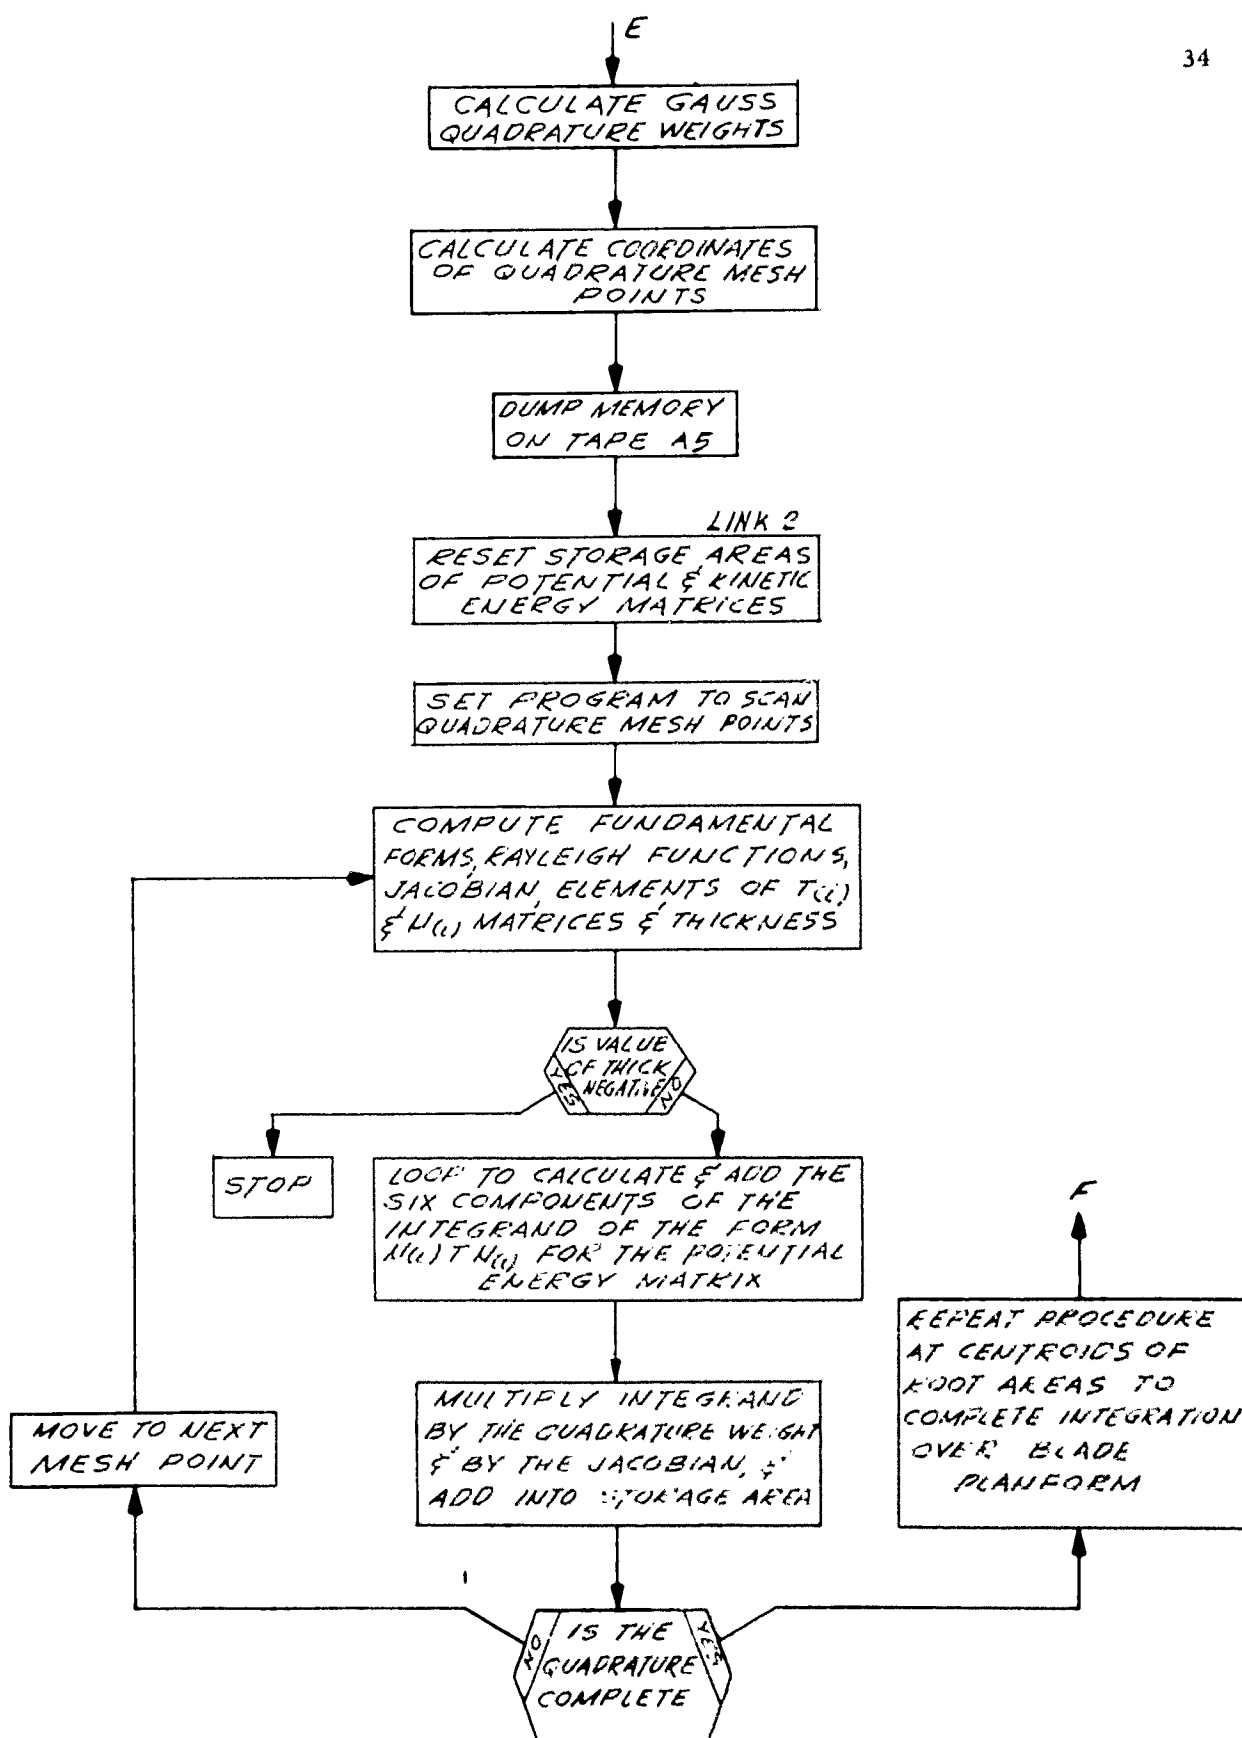 34
E
CALCULATE GAUSS
QUADRATURE WEIGHTS
CALCULATE COORDINATES
OF QUADRATURE MESH
POINTS
DUMP MEMORY
ON TAPE A5
LINK 2
RESET STORAGE AREAS
OF POTENTIAL & KINETIC
ENERGY MATRICES
SET PROGRAM TO SCAN
QUADRATURE MESH POINTS
COMPUTE FUNDAMENTAL
FORMS, RAYLEIGH FUNCTIONS,
JACOBIAN, ELEMENTS OF T(i)
& H(i) MATRICES & THICKNESS
IS VALUE
OF THICK
NEGATIVE
YES
NO
STOP
LOOP TO CALCULATE & ADD THE
SIX COMPONENTS OF THE
INTEGRAND OF THE FORM
H(i) T H(i) FOR THE POTENTIAL
ENERGY MATRIX
F
REPEAT PROCEDURE
AT CENTROIDS OF
ROOT AREAS TO
COMPLETE INTEGRATION
OVER BLADE
PLANFORM
MULTIPLY INTEGRAND
BY THE QUADRATURE WEIGHT
& BY THE JACOBIAN, &
ADD INTO STORAGE AREA
MOVE TO NEXT
MESH POINT
NO
IS THE
QUADRATURE
COMPLETE
YES